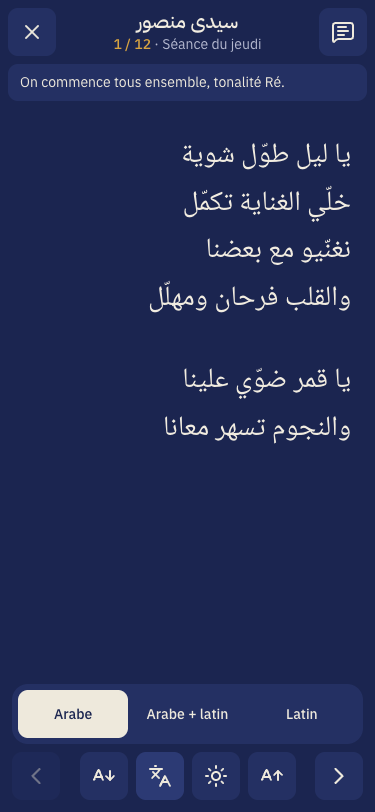 سيدي منصور
1 / 12 · Séance du jeudi
On commence tous ensemble, tonalité Ré.
يا ليل طوّل شوية
خلّي الغناية تكمّل
نغنّيو مع بعضنا
والقلب فرحان ومهلّل
يا قمر ضوّي علينا
والنجوم تسهر معانا
Arabe
Arabe + latin
Latin
A↓
A↑